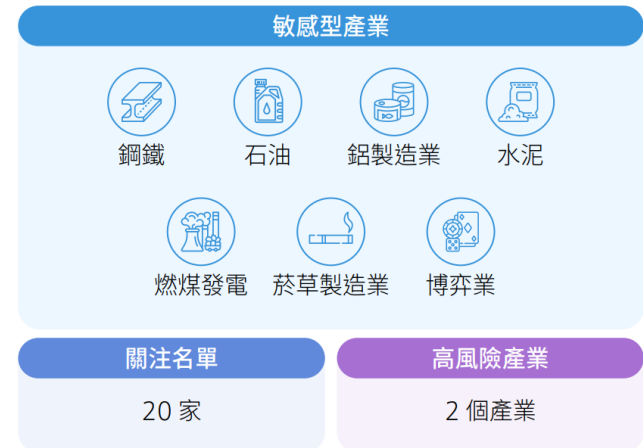 敏感型產業
鋼鐵 石油 鋁製造業 水泥
燃煤發電 菸草製造業 博弈業
關注名單 高風險產業
20 家 2 個產業